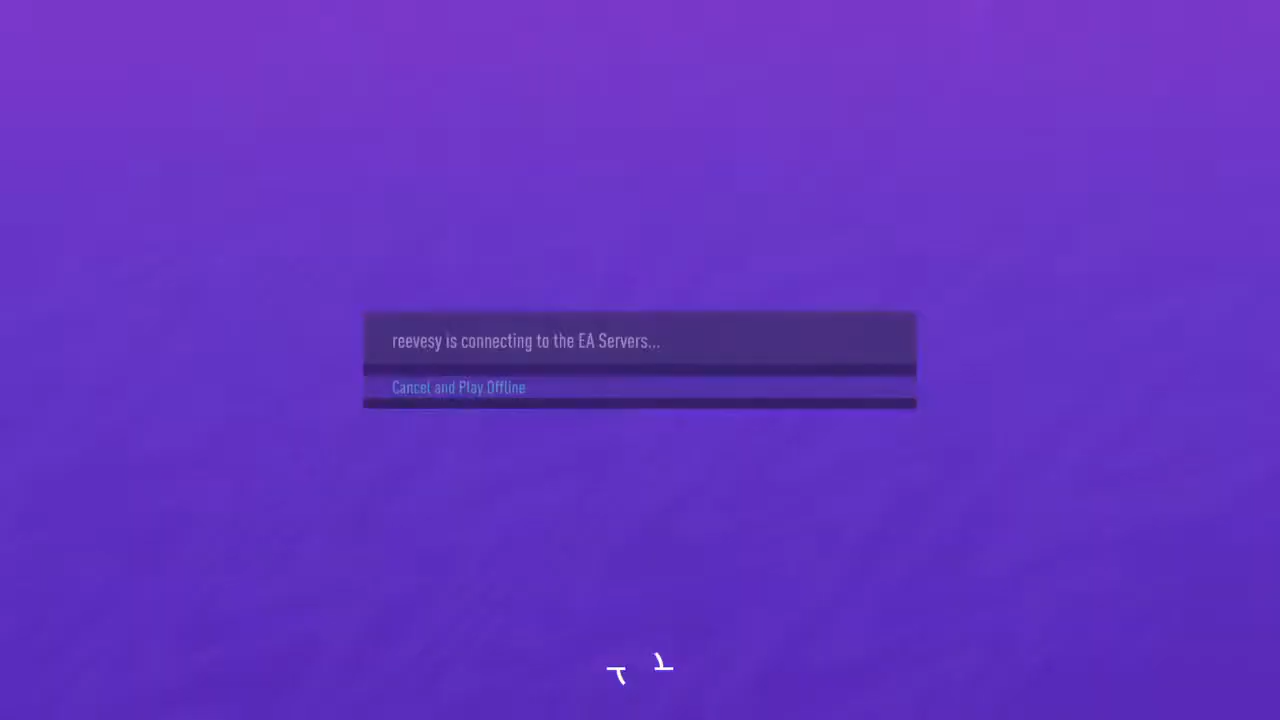 reevesy is connecting to the EA Servers...
Cancel and Play Offline